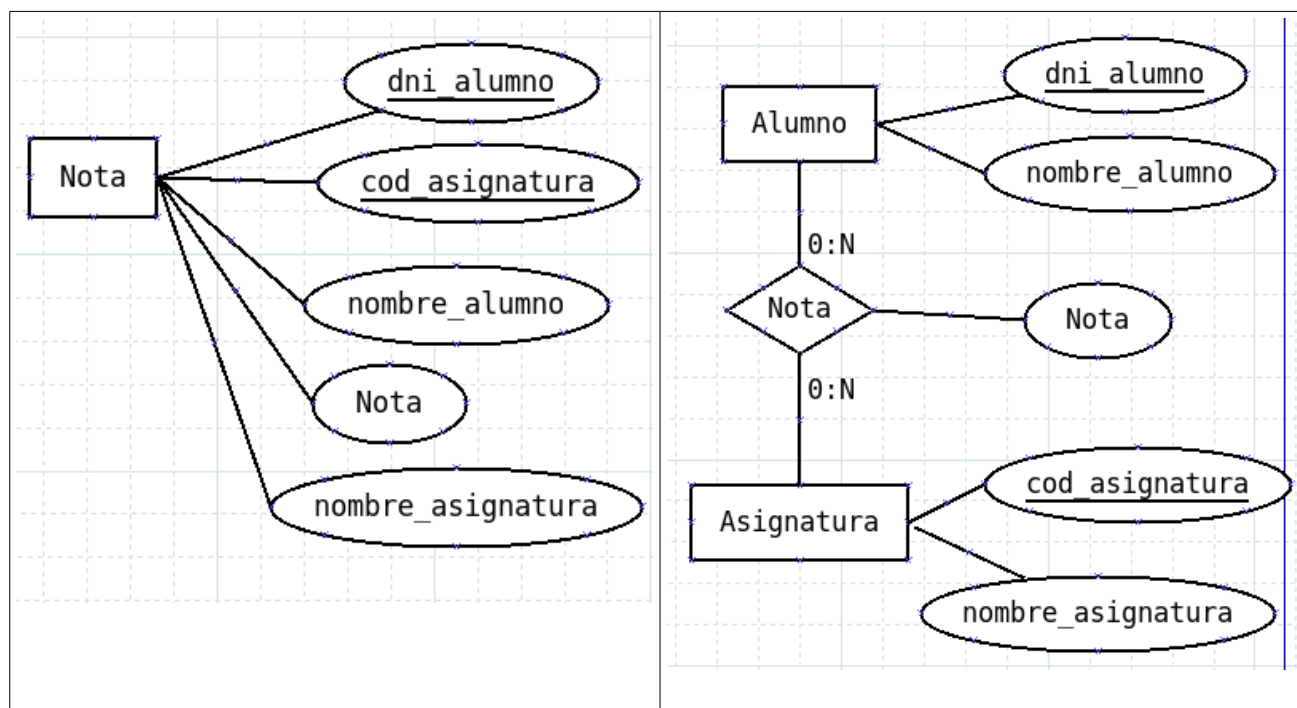 dni_alumno
Nota
cod_asignatura
nombre_alumno
Nota
nombre_asignatura
dni_alumno
Alumno
nombre_alumno
0:N
Nota
Nota
0:N
cod_asignatura
Asignatura
nombre_asignatura